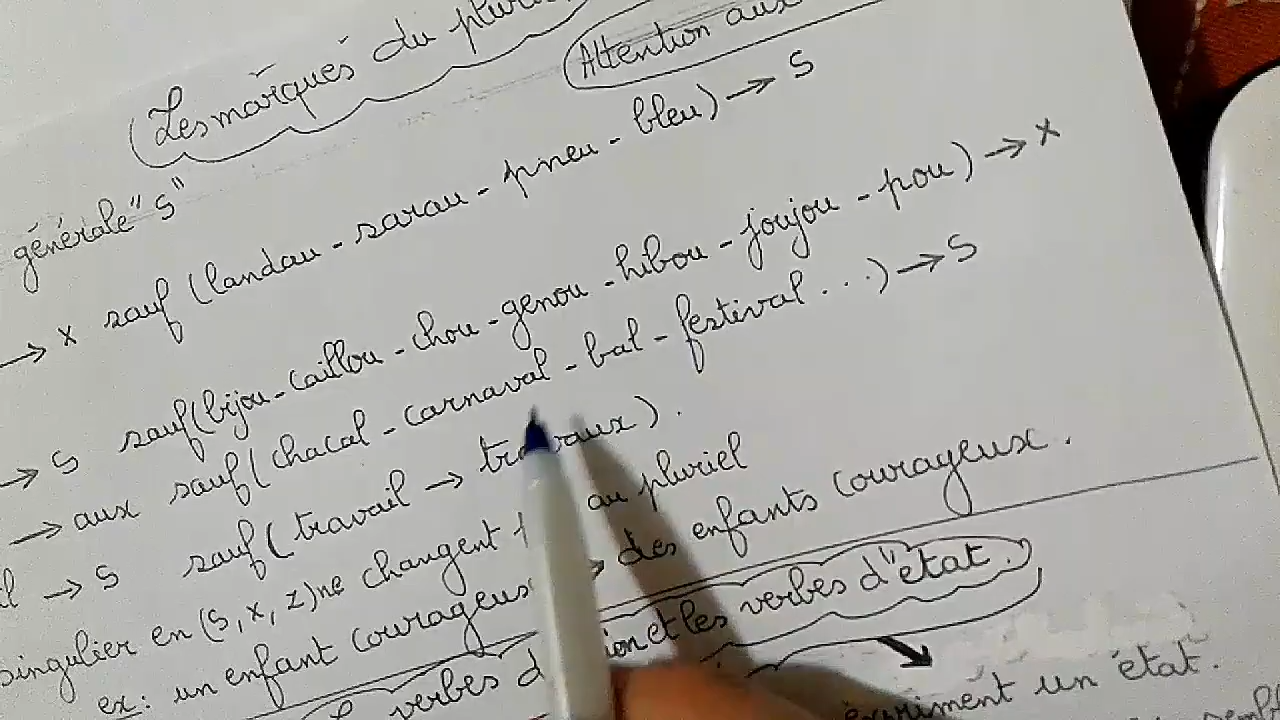 (Les marques du pluriel
Attention aux
générale "s"
→ x sauf (landau - sarau - pneu - bleu) → s
→ s sauf (bijou - caillou - chou - genou - hibou - joujou - pou) → x
→ aux sauf (chacal - carnaval - bal - festival ...) → s
→ s sauf (travail → travaux).
singulier en (s, x, z) ne changent au pluriel
ex: un enfant courageux des enfants courageux.
verbes d et les verbes d'état.
expriment un état.